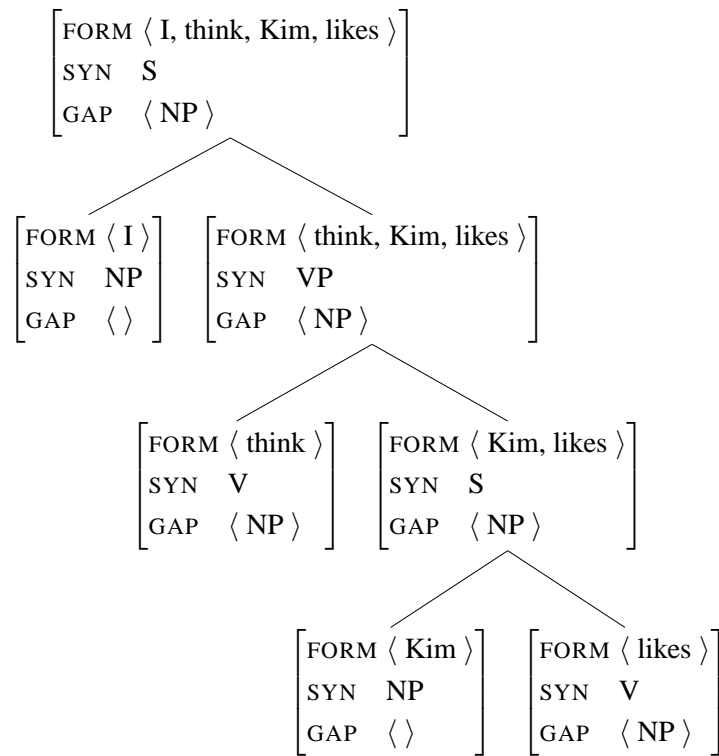 FORM ⟨ I, think, Kim, likes ⟩
SYN S
GAP ⟨ NP ⟩
FORM ⟨ I ⟩
SYN NP
GAP ⟨ ⟩
FORM ⟨ think, Kim, likes ⟩
SYN VP
GAP ⟨ NP ⟩
FORM ⟨ think ⟩
SYN V
GAP ⟨ NP ⟩
FORM ⟨ Kim, likes ⟩
SYN S
GAP ⟨ NP ⟩
FORM ⟨ Kim ⟩
SYN NP
GAP ⟨ ⟩
FORM ⟨ likes ⟩
SYN V
GAP ⟨ NP ⟩